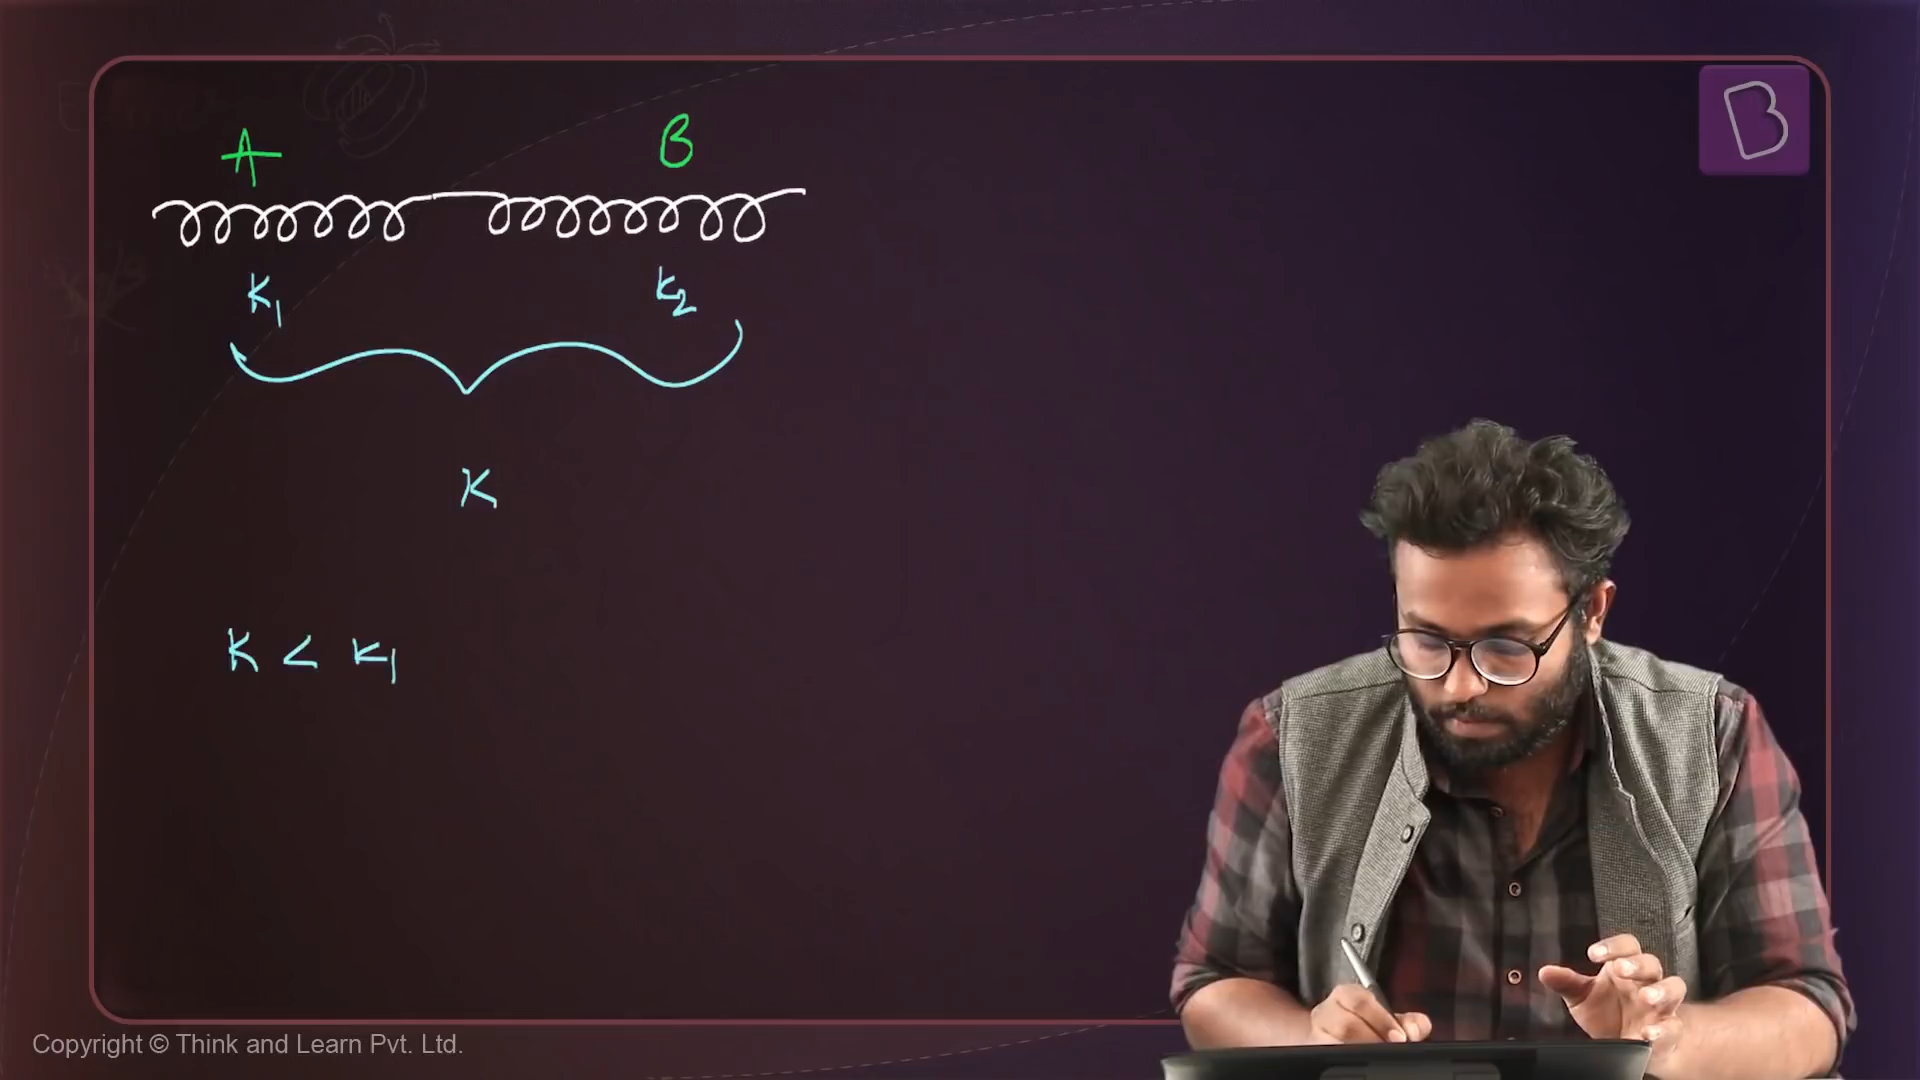 A B
K₁ K₂
K
K < K₁
B
Copyright © Think and Learn Pvt. Ltd.